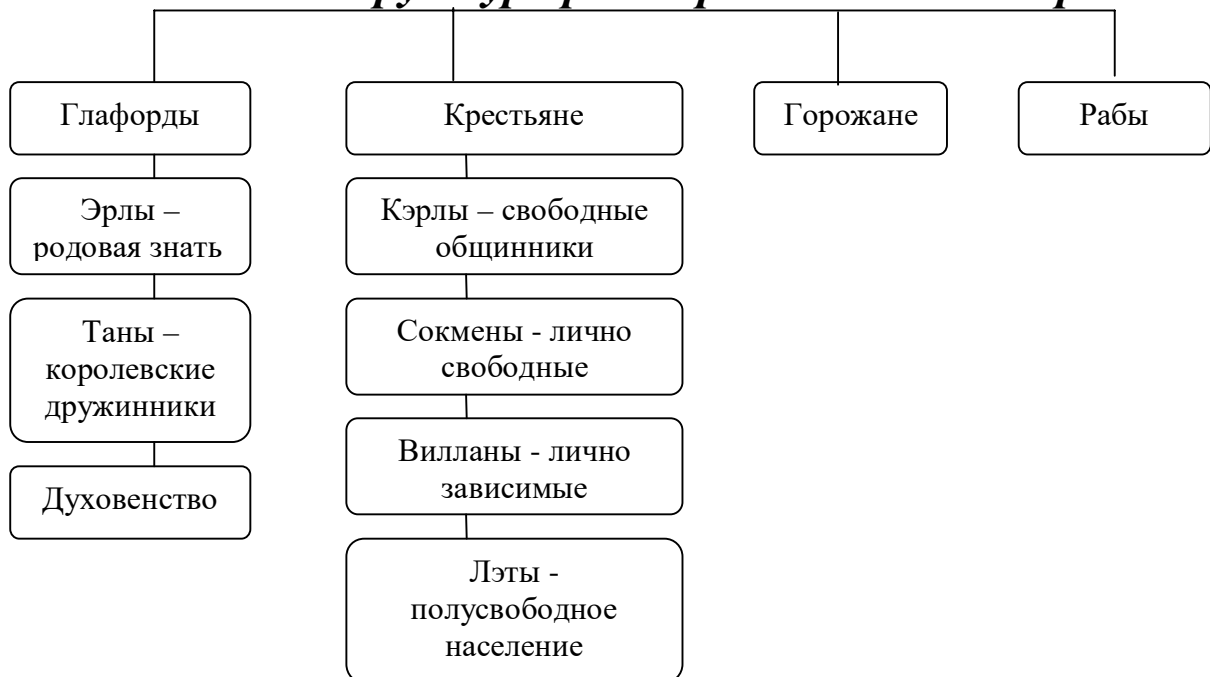 Глафорды
Крестьяне
Горожане
Рабы
Эрлы –
родовая знать
Таны –
королевские
дружинники
Духовенство
Кэрлы – свободные
общинники
Сокмены - лично
свободные
Вилланы - лично
зависимые
Лэты -
полусвободное
население